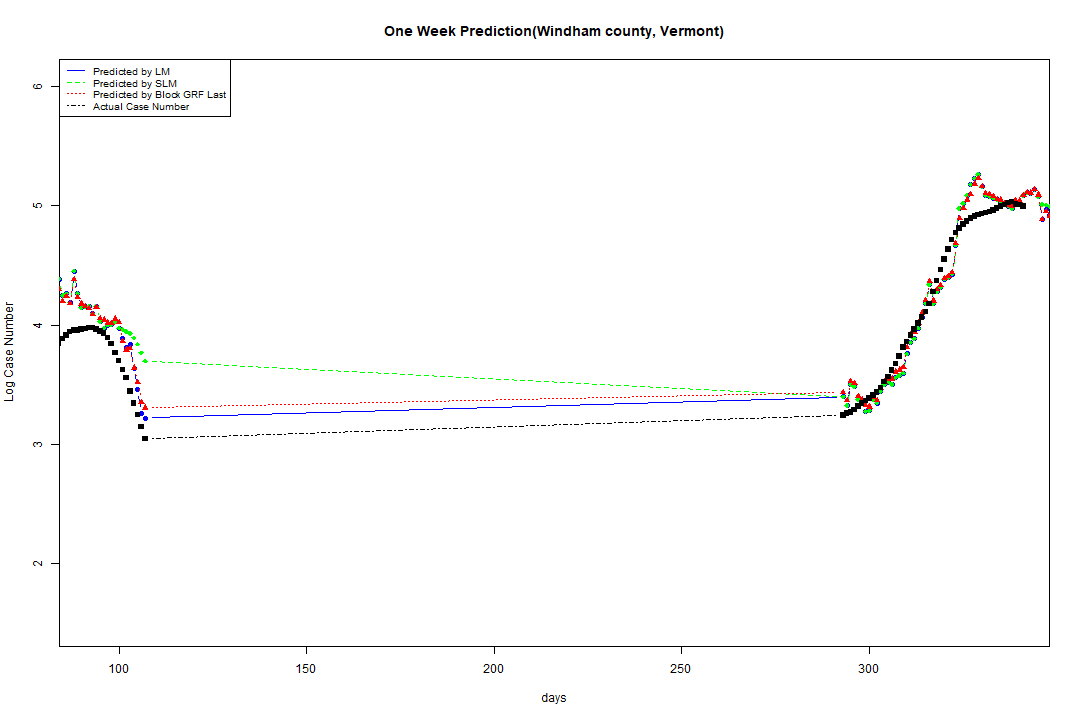 One Week Prediction(Windham county, Vermont)
Predicted by LM
Predicted by SLM
Predicted by Block GRF Last
Actual Case Number
6
5
4
3
2
Log Case Number
100 150 200 250 300
days